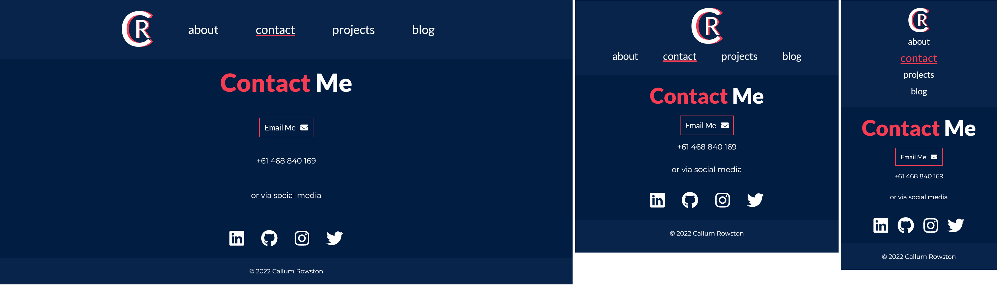 CR
about contact projects blog
Contact Me
Email Me
+61 468 840 169
or via social media
in
© 2022 Callum Rowston
CR
about contact projects blog
Contact Me
Email Me
+61 468 840 169
or via social media
in
© 2022 Callum Rowston
CR
about
contact
projects
blog
Contact Me
Email Me
+61 468 840 169
or via social media
in
© 2022 Callum Rowston